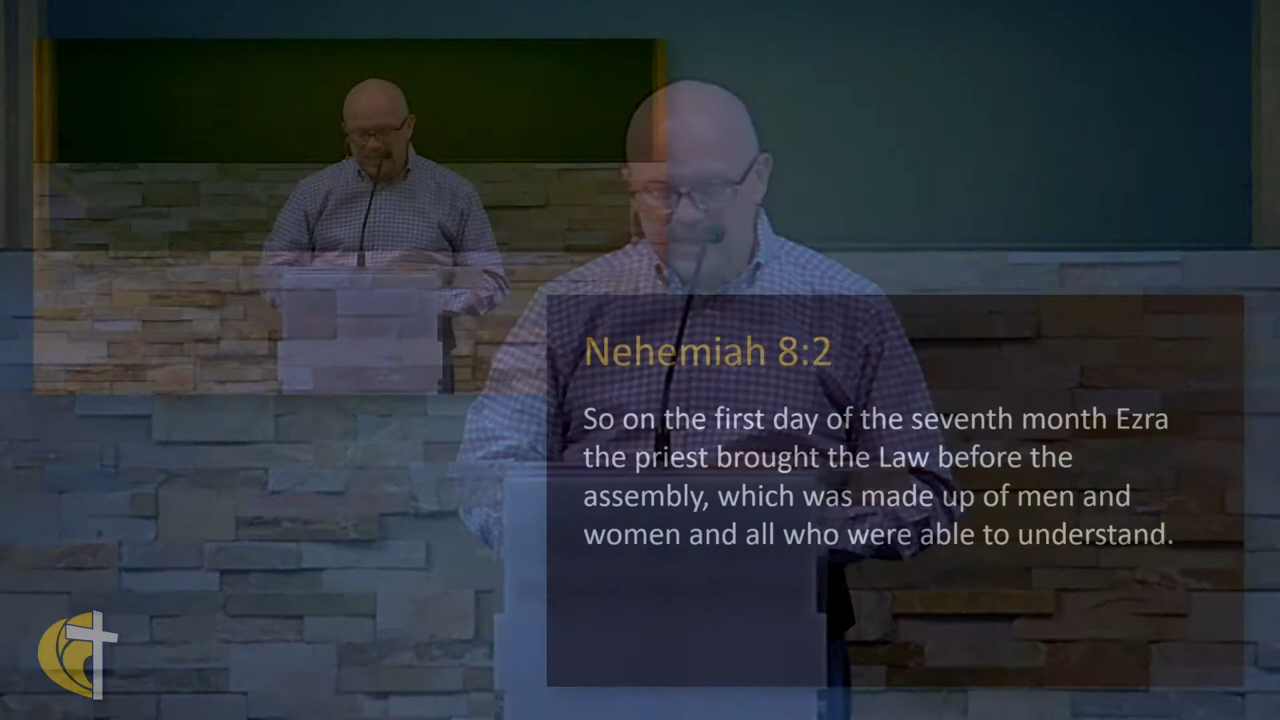 Nehemiah 8:2
So on the first day of the seventh month Ezra
the priest brought the Law before the
assembly, which was made up of men and
women and all who were able to understand.